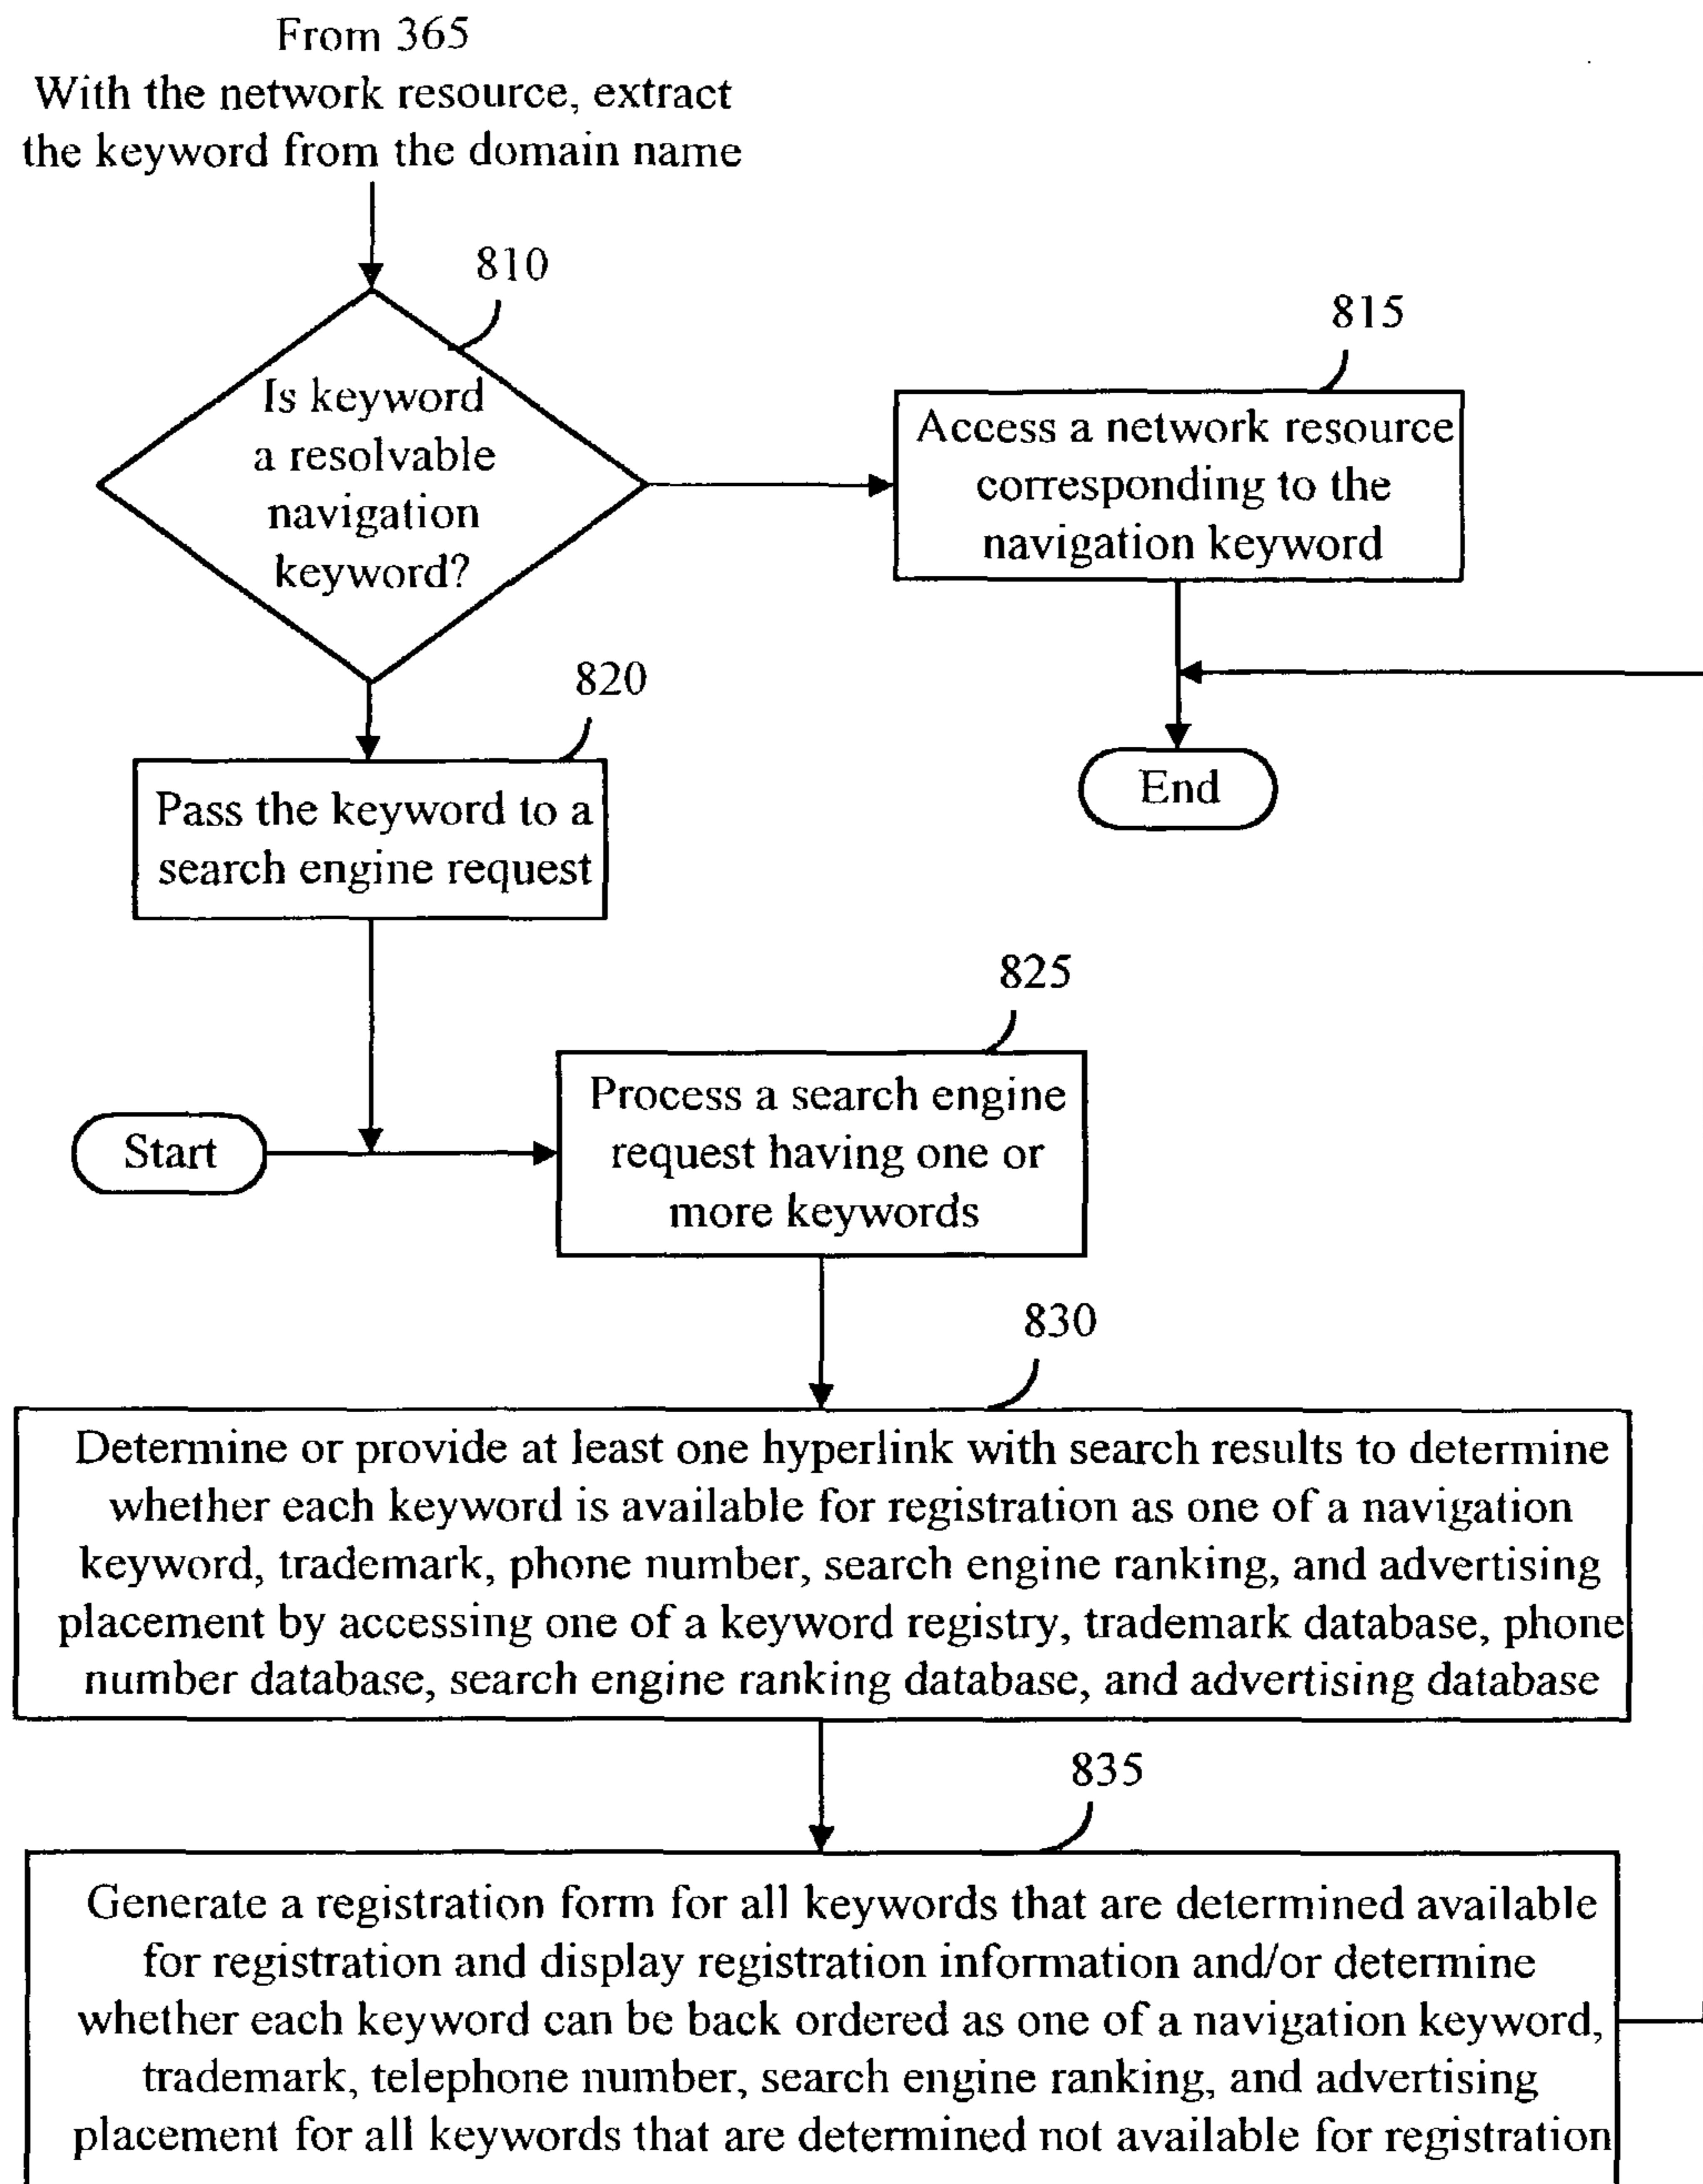 From 365
With the network resource, extract
the keyword from the domain name
810
Is keyword
a resolvable
navigation
keyword?
815
Access a network resource
corresponding to the
navigation keyword
820
End
Pass the keyword to a
search engine request
825
Start
Process a search engine
request having one or
more keywords
830
Determine or provide at least one hyperlink with search results to determine
whether each keyword is available for registration as one of a navigation
keyword, trademark, phone number, search engine ranking, and advertising
placement by accessing one of a keyword registry, trademark database, phone
number database, search engine ranking database, and advertising database
835
Generate a registration form for all keywords that are determined available
for registration and display registration information and/or determine
whether each keyword can be back ordered as one of a navigation keyword,
trademark, telephone number, search engine ranking, and advertising
placement for all keywords that are determined not available for registration